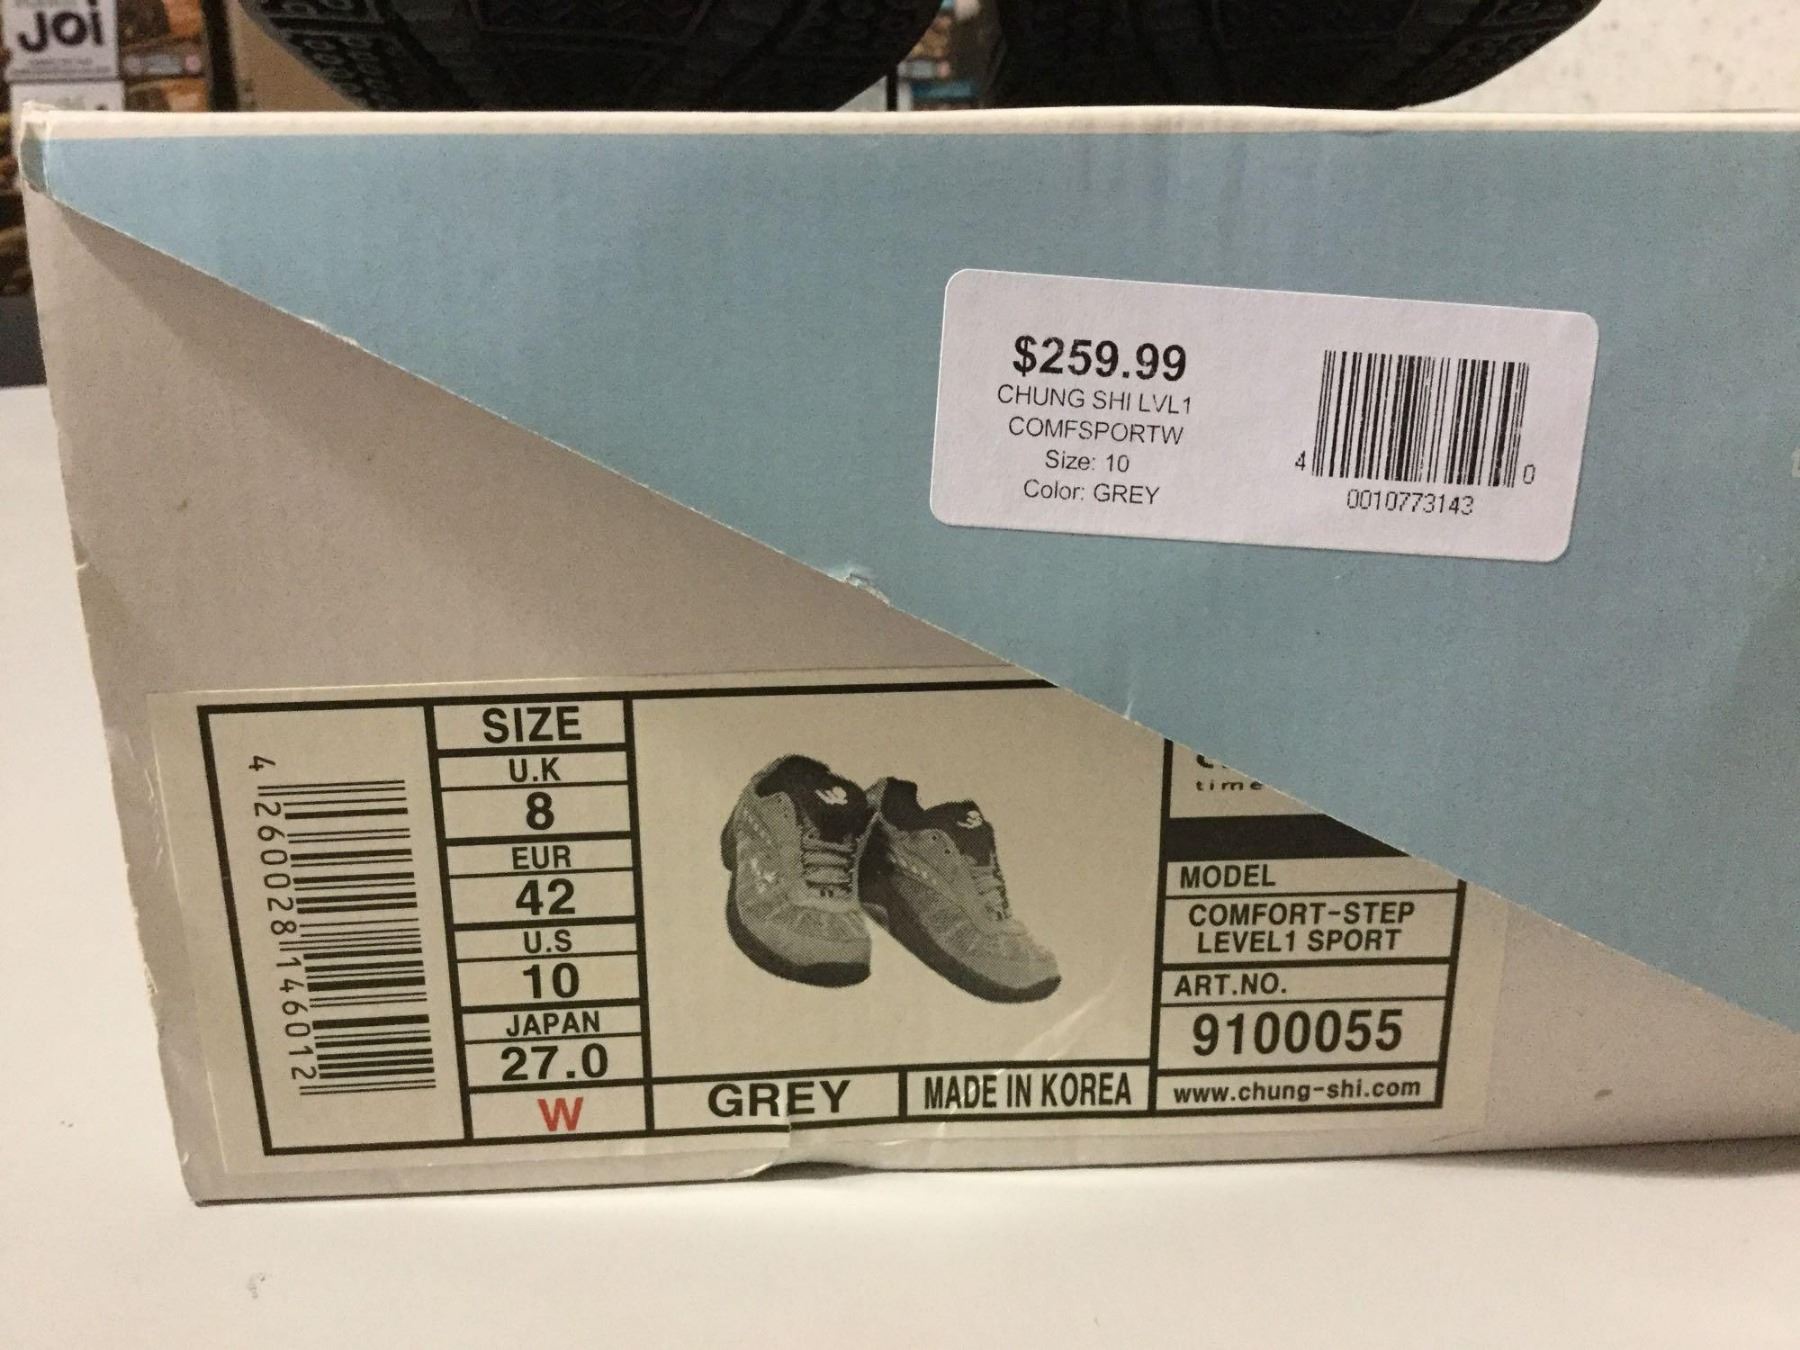 JOi
$259.99
CHUNG SHI LVL1
COMFSPORTW
Size: 10
Color: GREY
4 0
0010773143
4 260028 146012
SIZE
U.K
8
EUR
42
U.S
10
JAPAN
27.0
W
GREY
MADE IN KOREA
time
MODEL
COMFORT-STEP
LEVEL1 SPORT
ART.NO.
9100055
www.chung-shi.com